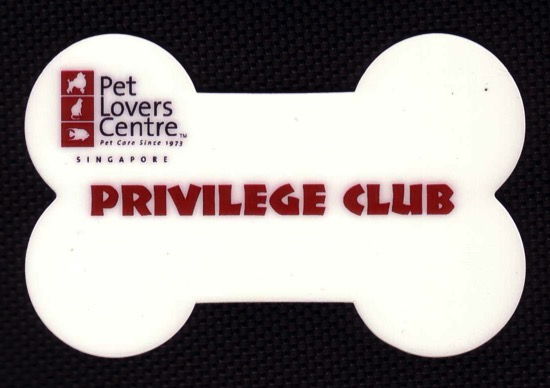 Pet
Lovers
Centre™
Pet Care Since 1973
SINGAPORE
PRIVILEGE CLUB